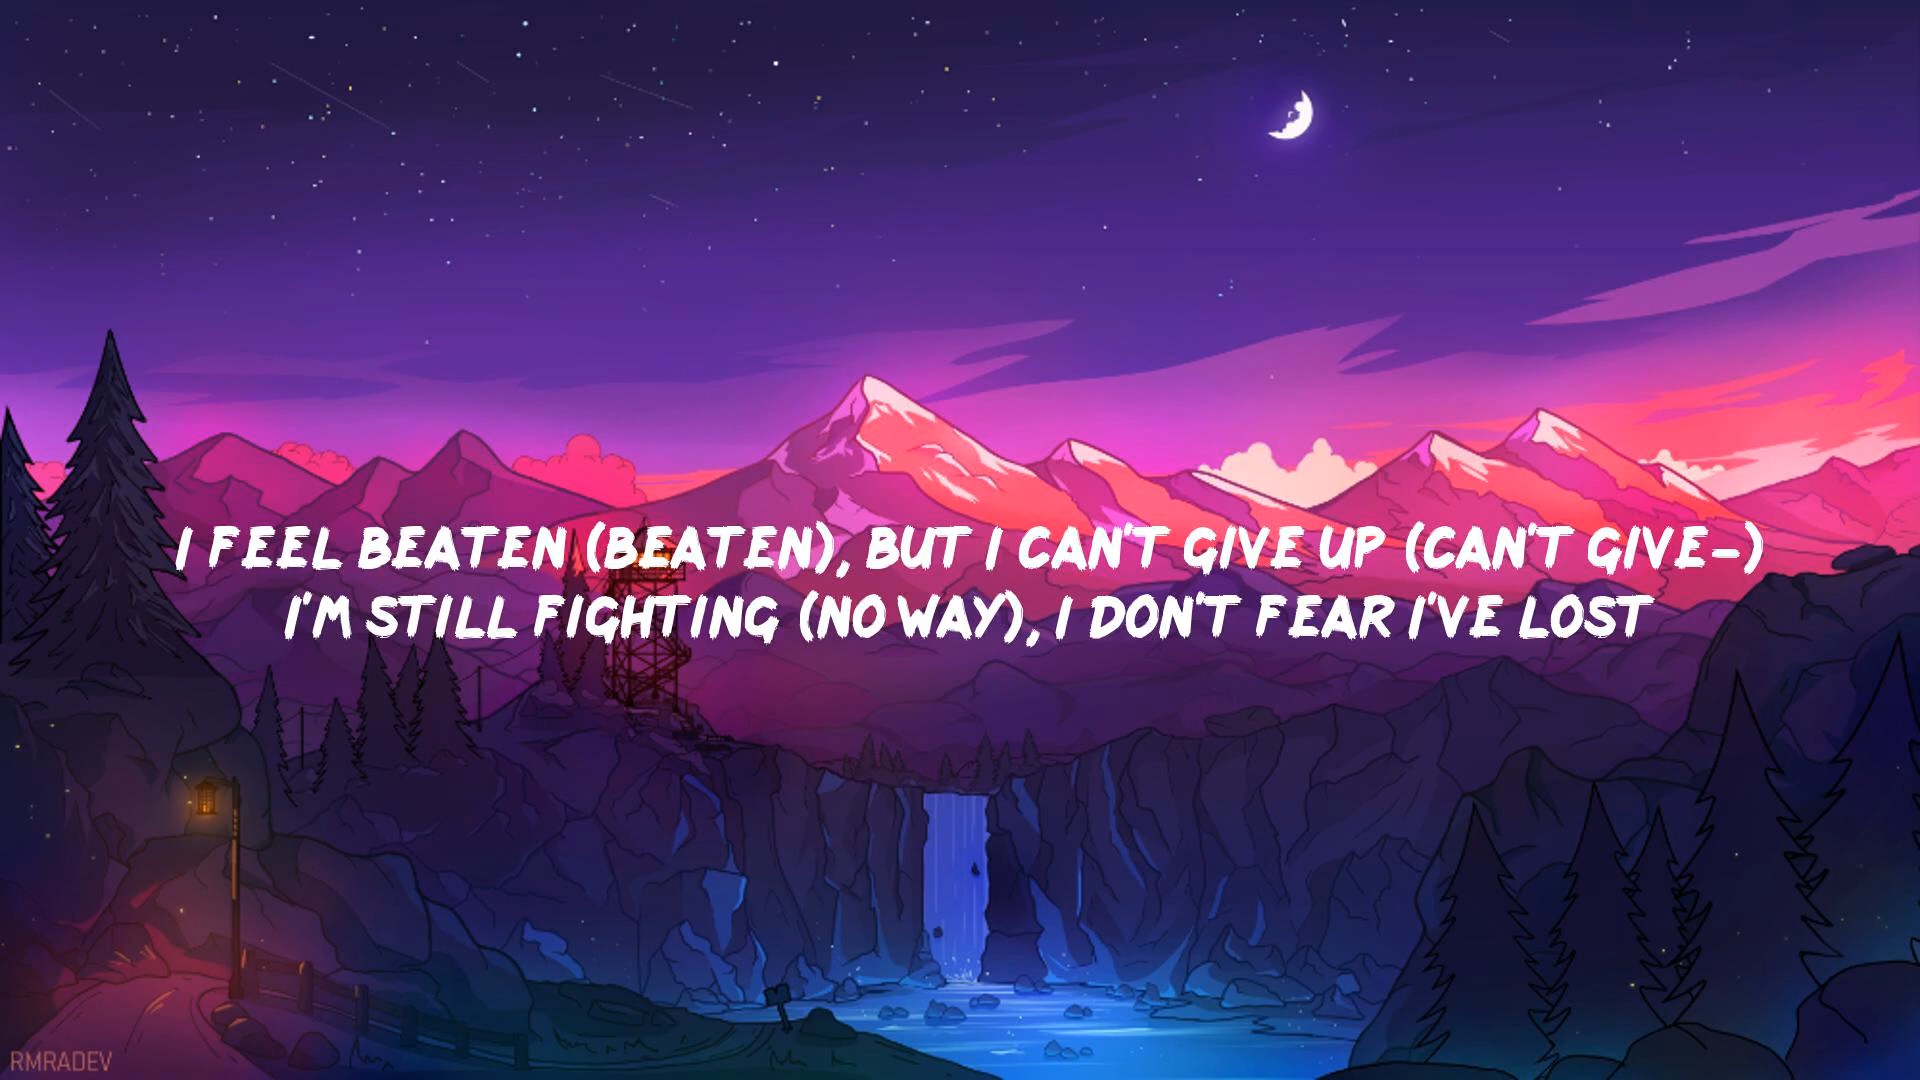 I FEEL BEATEN (BEATEN), BUT I CAN'T GIVE UP (CAN'T GIVE-)
I'M STILL FIGHTING (NO WAY), I DON'T FEAR I'VE LOST
RMRADEV